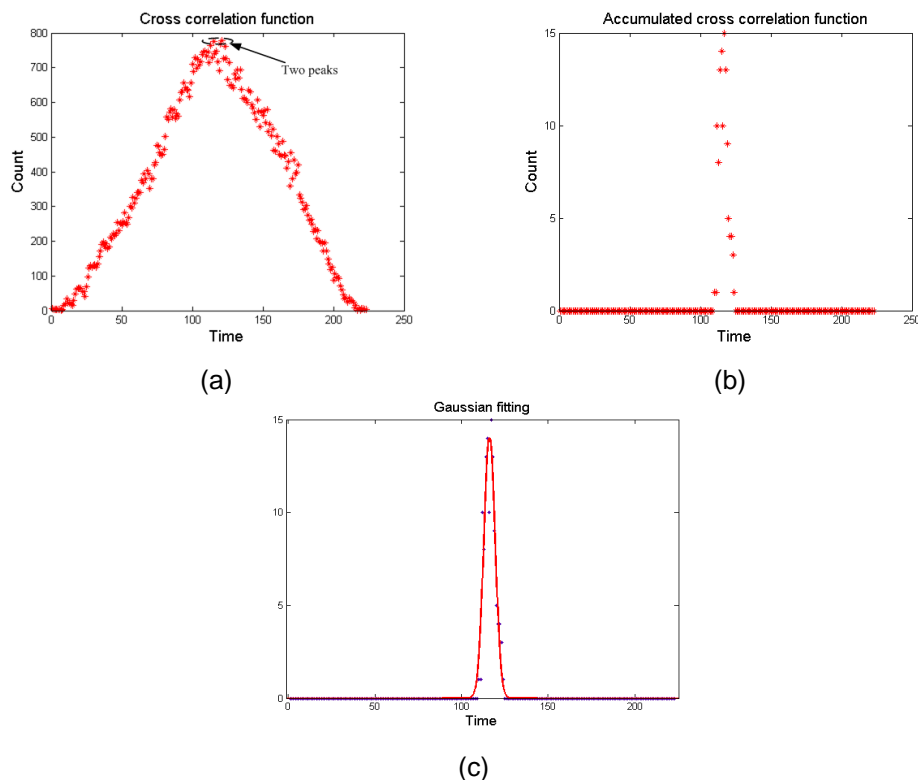 Cross correlation function
800
700
600
500
400
300
200
100
0
Count
Two peaks
0 50 100 150 200 250
Time
(a)
Accumulated cross correlation function
15
10
5
0
Count
0 50 100 150 200 250
Time
(b)
Gaussian fitting
15
10
5
0
0 50 100 150 200
Time
(c)